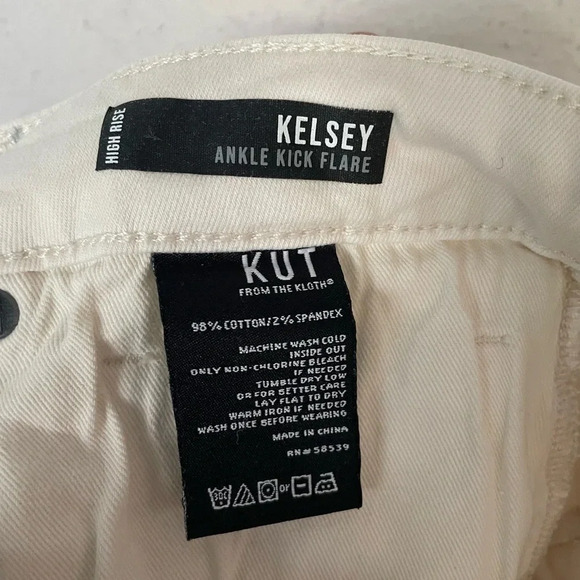 HIGH RISE
KELSEY
ANKLE KICK FLARE
KUT
FROM THE KLOTH®
98% COTTON/2% SPANDEX
MACHINE WASH COLD
INSIDE OUT
ONLY NON-CHLORINE BLEACH
IF NEEDED
TUMBLE DRY LOW
OR FOR BETTER CARE
LAY FLAT TO DRY
WARM IRON IF NEEDED
WASH ONCE BEFORE WEARING
MADE IN CHINA
RN# 58539
30C or